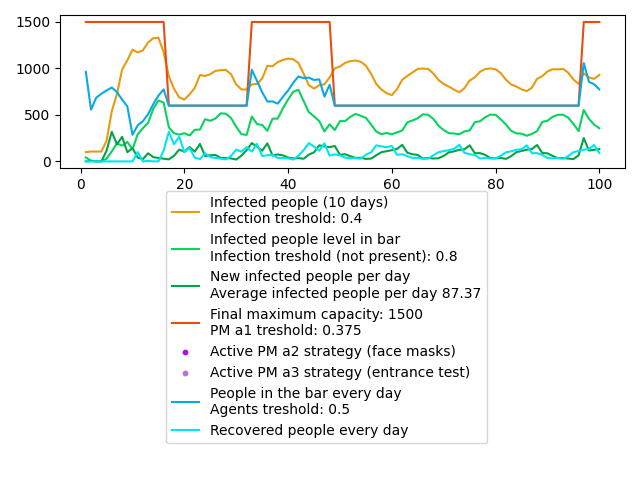 1500
1000
500
0
0
20
40
60
80
100
Infected people (10 days)
Infection treshold: 0.4
Infected people level in bar
Infection treshold (not present): 0.8
New infected people per day
Average infected people per day 87.37
Final maximum capacity: 1500
PM a1 treshold: 0.375
Active PM a2 strategy (face masks)
Active PM a3 strategy (entrance test)
People in the bar every day
Agents treshold: 0.5
Recovered people every day